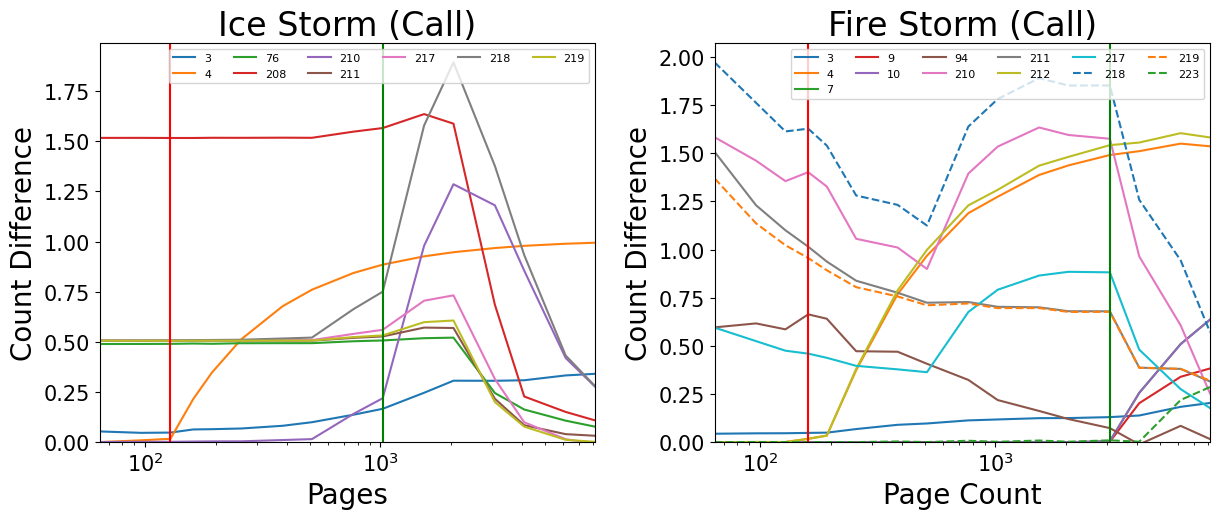 Ice Storm (Call)
3 76 210 217 218 219
4 208 211
1.75
1.50
1.25
1.00
0.75
0.50
0.25
0.00
Count Difference
10² 10³
Pages
Fire Storm (Call)
3 9 94 211 217 219
4 10 210 212 218 223
7
2.00
1.75
1.50
1.25
1.00
0.75
0.50
0.25
0.00
Count Difference
10² 10³
Page Count